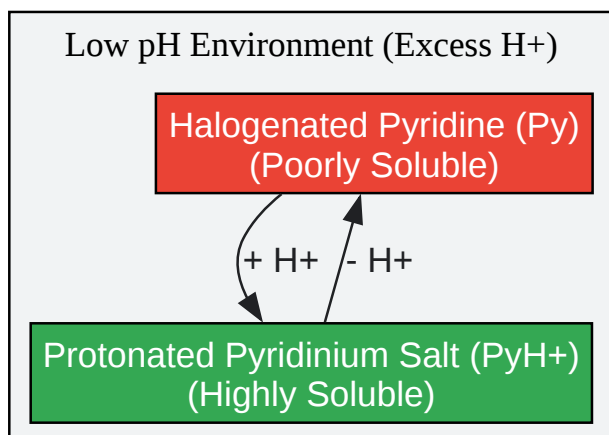 Low pH Environment (Excess H+)
Halogenated Pyridine (Py)
(Poorly Soluble)
+ H+
- H+
Protonated Pyridinium Salt (PyH+)
(Highly Soluble)